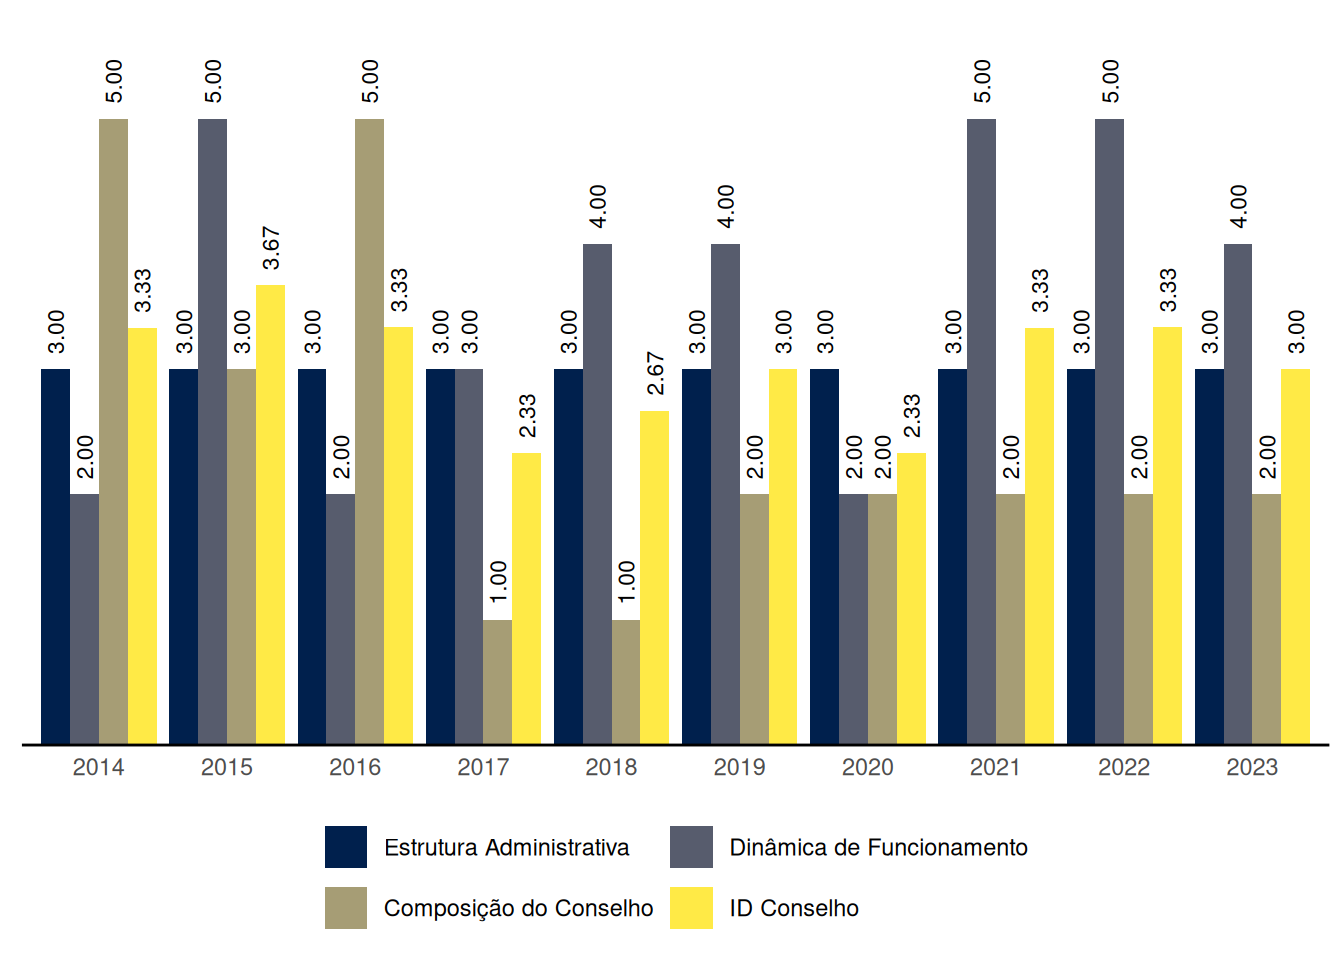 3.00 2.00 5.00 3.33 3.00 5.00 3.00 3.67 3.00 2.00 5.00 3.33 3.00 3.00 1.00 2.33 3.00 4.00 1.00 2.67 3.00 4.00 2.00 3.00 3.00 2.00 2.00 2.33 3.00 5.00 2.00 3.33 3.00 5.00 2.00 3.33 3.00 4.00 2.00 3.00
2014 2015 2016 2017 2018 2019 2020 2021 2022 2023
Estrutura Administrativa Dinâmica de Funcionamento
Composição do Conselho ID Conselho